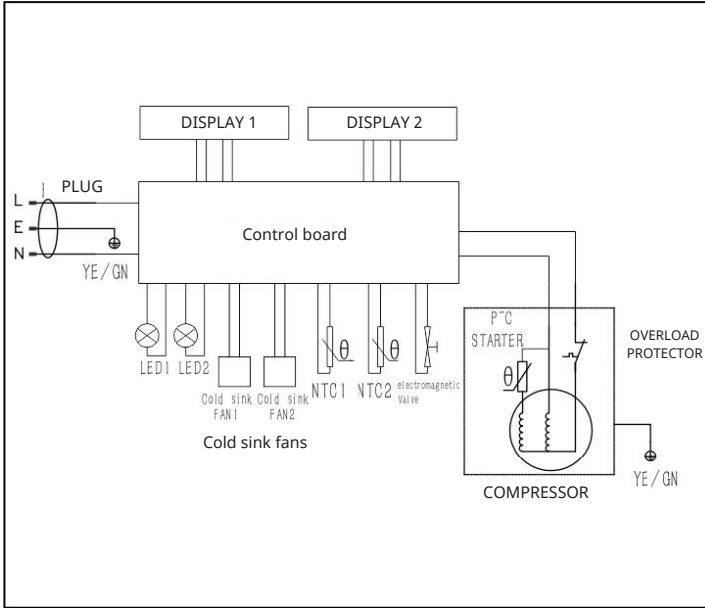 DISPLAY 1
DISPLAY 2
PLUG
L
E
N
YE/GN
Control board
LED1
LED2
Cold sink
FAN1
Cold sink
FAN2
NTC1
θ
NTC2
θ
electromagnetic
Valve
Cold sink fans
PTC
STARTER
θ
OVERLOAD
PROTECTOR
COMPRESSOR
YE/GN